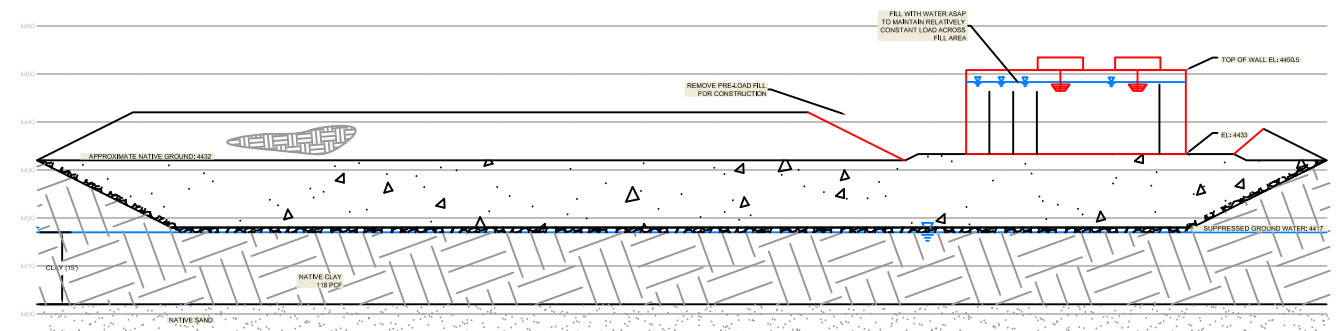 4460
FILL WITH WATER ASAP
TO MAINTAIN RELATIVELY
CONSTANT LOAD ACROSS
FILL AREA
4450
TOP OF WALL EL: 4450.5
REMOVE PRE-LOAD FILL
FOR CONSTRUCTION
4440
EL: 4433
APPROXIMATE NATIVE GROUND: 4432
4430
4420
SUPPRESSED GROUND WATER: 4417
4410
CLAY (15')
NATIVE CLAY
118 PCF
4400
NATIVE SAND